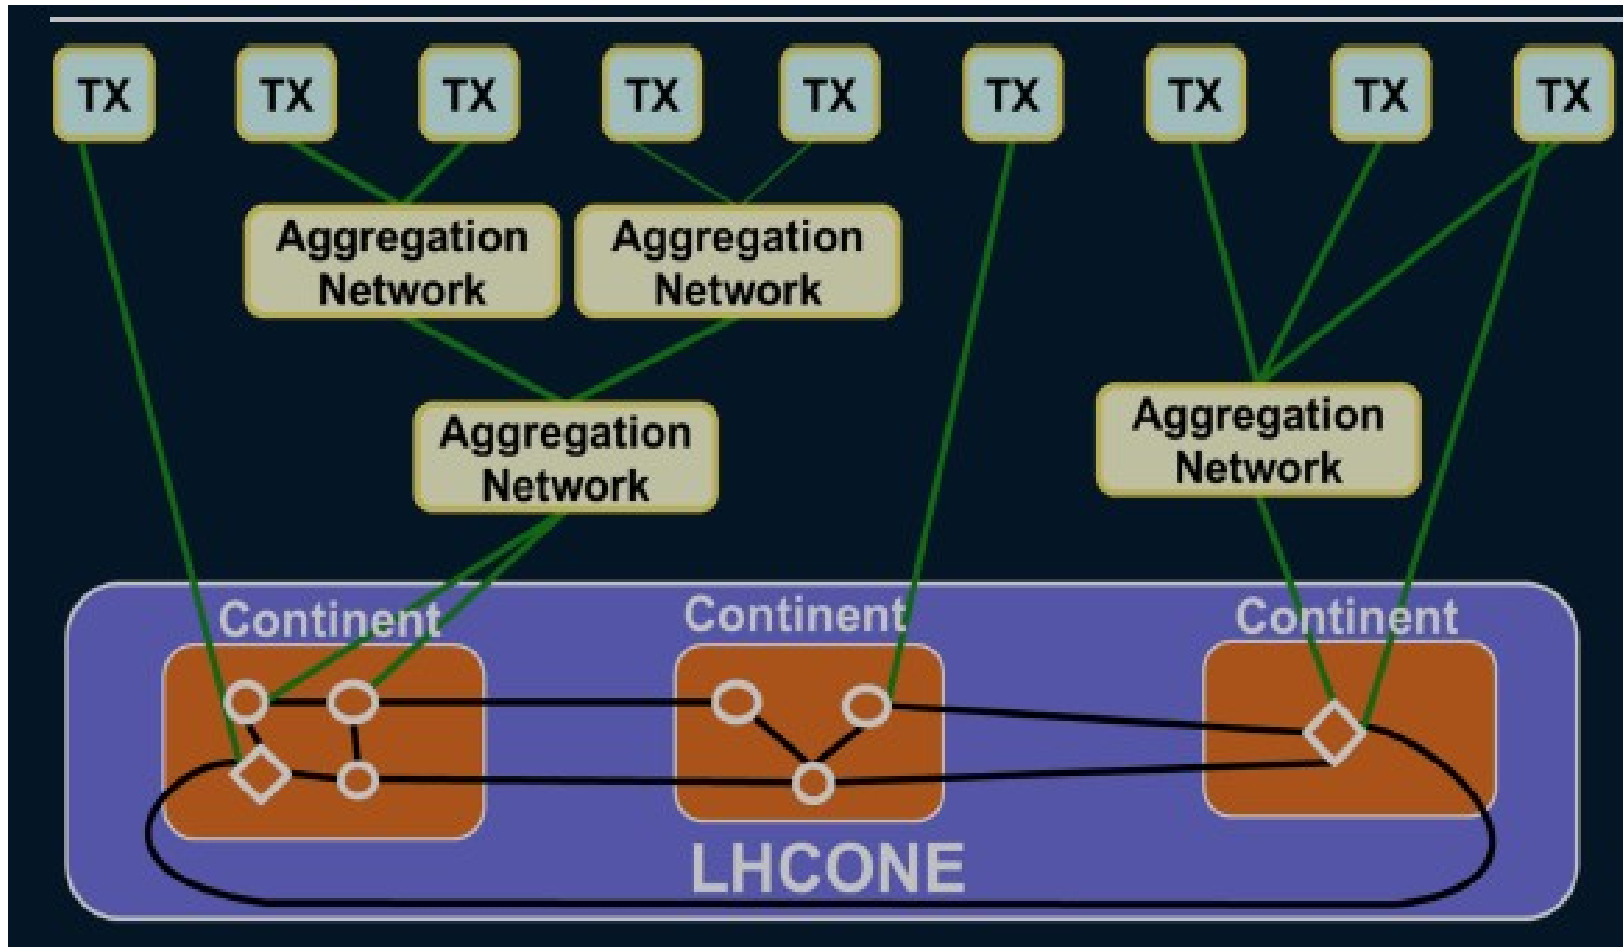 TX TX TX TX TX TX TX TX TX
Aggregation Aggregation
Network Network
Aggregation
Network
Aggregation
Network
Continent Continent Continent
LHCONE